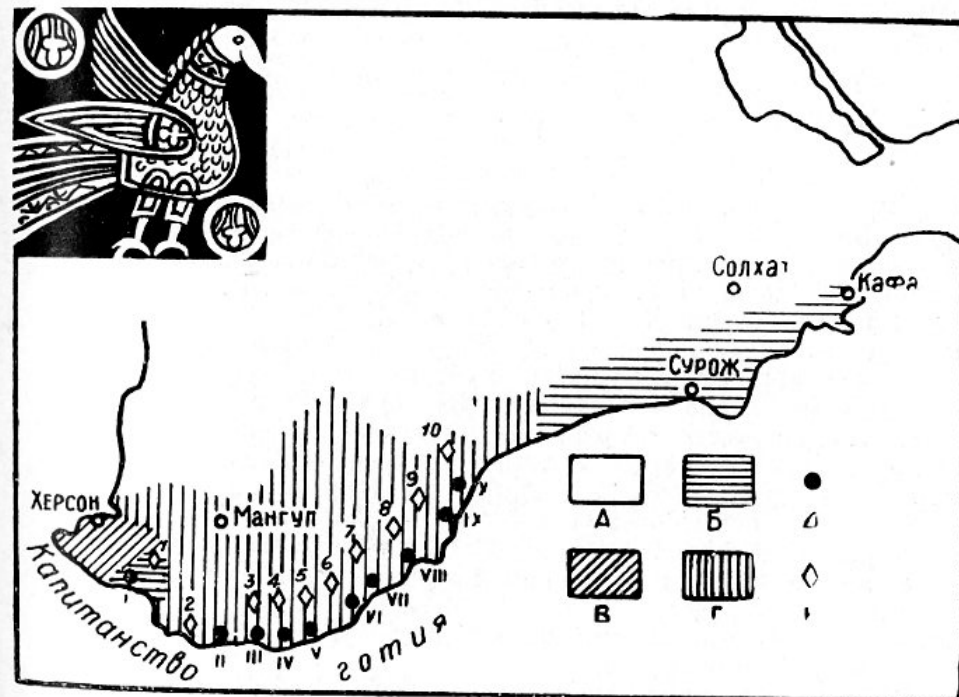 Солхат
Кафа
СУРОЖ
ХЕРСОН
Мангуп
10
9
8
7
6
5
4
3
2
1
I
II
III
IV
V
VI
VII
VIII
IX
Капитанство
ГОТИЯ
А
Б
В
Г